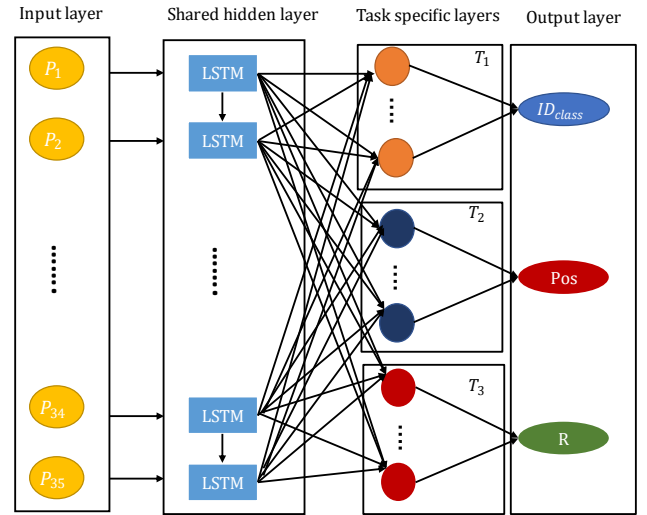 Input layer
Shared hidden layer
Task specific layers
Output layer
P₁
LSTM
T₁
ID_class
P₂
LSTM
T₂
Pos
P₃₄
LSTM
T₃
R
P₃₅
LSTM